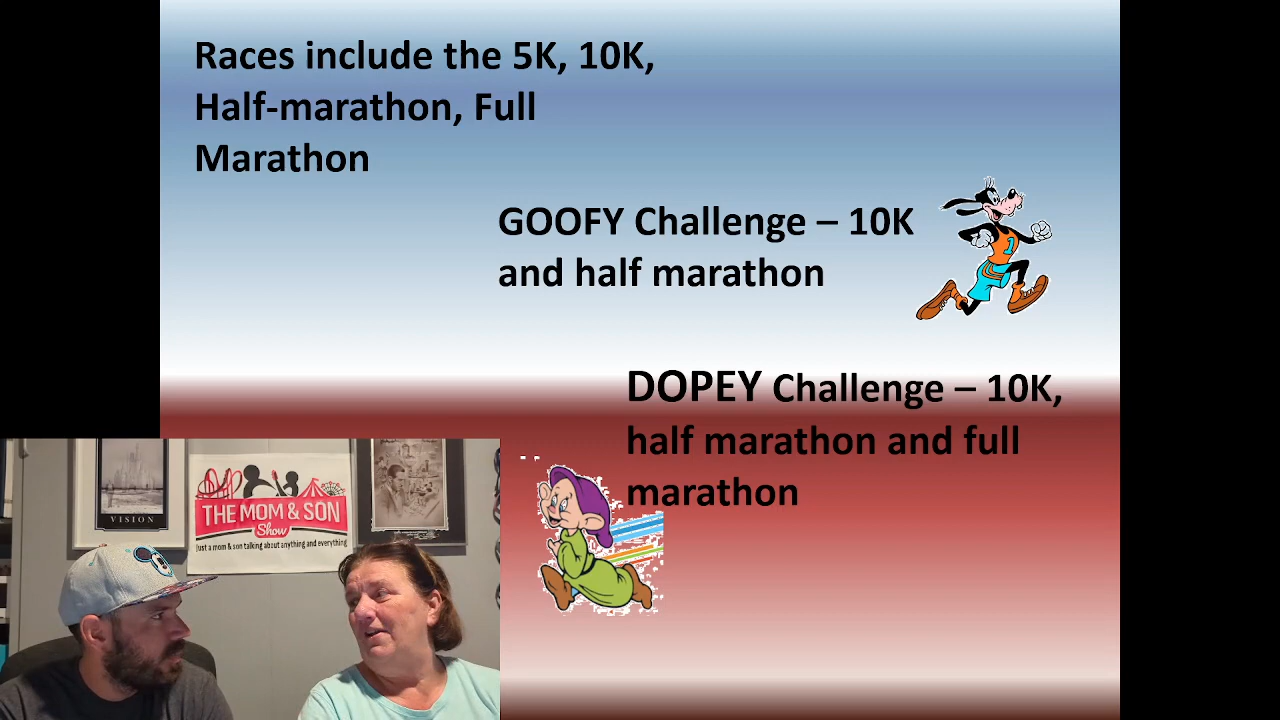 Races include the 5K, 10K,
Half-marathon, Full
Marathon
GOOFY Challenge – 10K
and half marathon
1
DOPEY Challenge – 10K,
half marathon and full
marathon
VISION
THE MOM & SON
Show
Just a mom & son talking about anything and everything